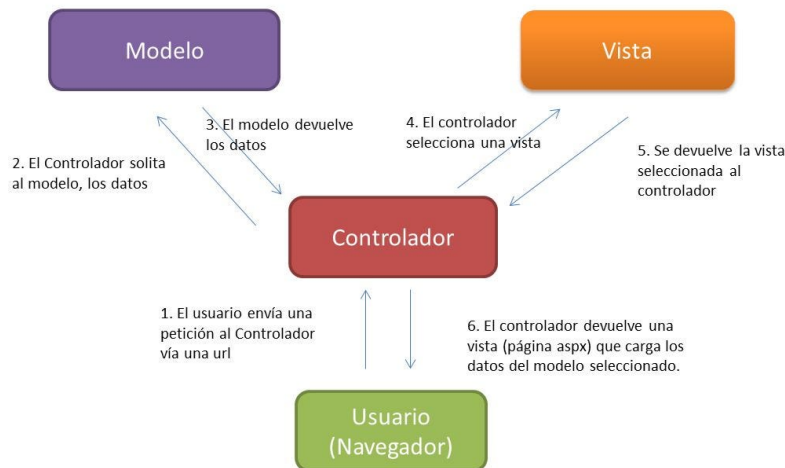 Modelo
Vista
3. El modelo devuelve
los datos
4. El controlador
selecciona una vista
2. El Controlador solita
al modelo, los datos
5. Se devuelve la vista
seleccionada al
controlador
Controlador
1. El usuario envía una
petición al Controlador
vía una url
6. El controlador devuelve una
vista (página aspx) que carga los
datos del modelo seleccionado.
Usuario
(Navegador)